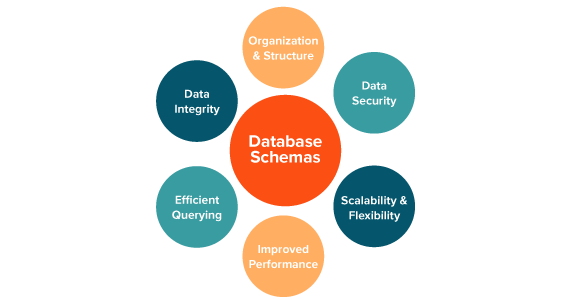 Organization
& Structure
Data
Security
Scalability &
Flexibility
Improved
Performance
Efficient
Querying
Data
Integrity
Database
Schemas